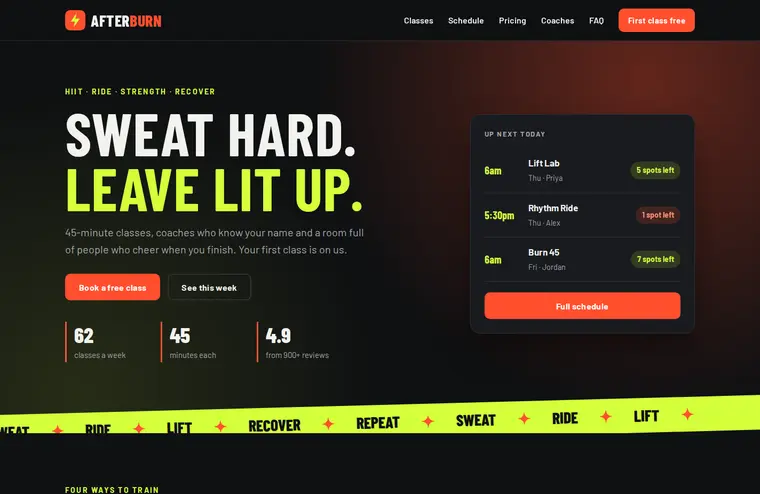 AFTERBURN
Classes Schedule Pricing Coaches FAQ First class free
HIIT · RIDE · STRENGTH · RECOVER
SWEAT HARD.
LEAVE LIT UP.
45-minute classes, coaches who know your name and a room full
of people who cheer when you finish. Your first class is on us.
Book a free class See this week
62 45 4.9
classes a week minutes each from 900+ reviews
UP NEXT TODAY
6am Lift Lab 5 spots left
Thu · Priya
5:30pm Rhythm Ride 1 spot left
Thu · Alex
6am Burn 45 7 spots left
Fri · Jordan
Full schedule
WEAT RIDE LIFT RECOVER REPEAT SWEAT RIDE LIFT
FOUR WAYS TO TRAIN